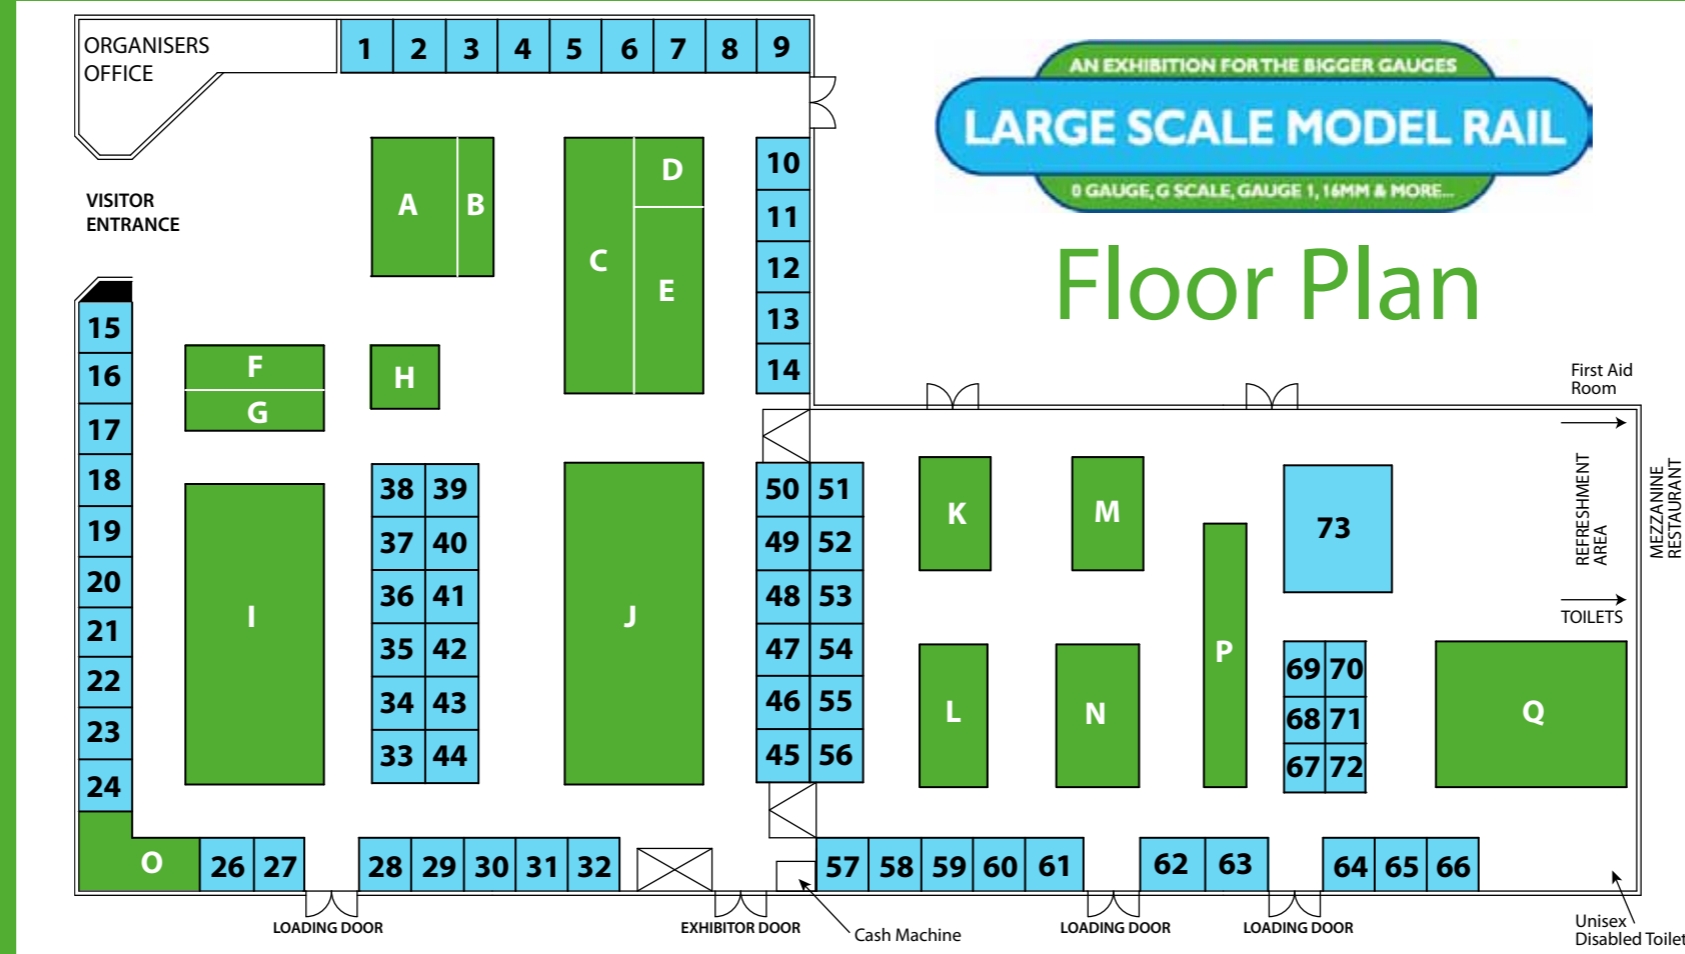 ORGANISERS
OFFICE
1 2 3 4 5 6 7 8 9
AN EXHIBITION FOR THE BIGGER GAUGES
LARGE SCALE MODEL RAIL
0 GAUGE, G SCALE, GAUGE 1, 16MM & MORE...
Floor Plan
VISITOR
ENTRANCE
A B
C
D
E
10
11
12
13
14
15
16
17
18
19
20
21
22
23
24
F
G
H
I
38 39
37 40
36 41
35 42
34 43
33 44
J
50 51
49 52
48 53
47 54
46 55
45 56
K
M
L
N
P
73
69 70
68 71
67 72
Q
First Aid
Room
REFRESHMENT
AREA
MEZZANINE
RESTAURANT
TOILETS
O 26 27
28 29 30 31 32
57 58 59 60 61
62 63
64 65 66
LOADING DOOR
EXHIBITOR DOOR
Cash Machine
LOADING DOOR
LOADING DOOR
Unisex
Disabled Toilet